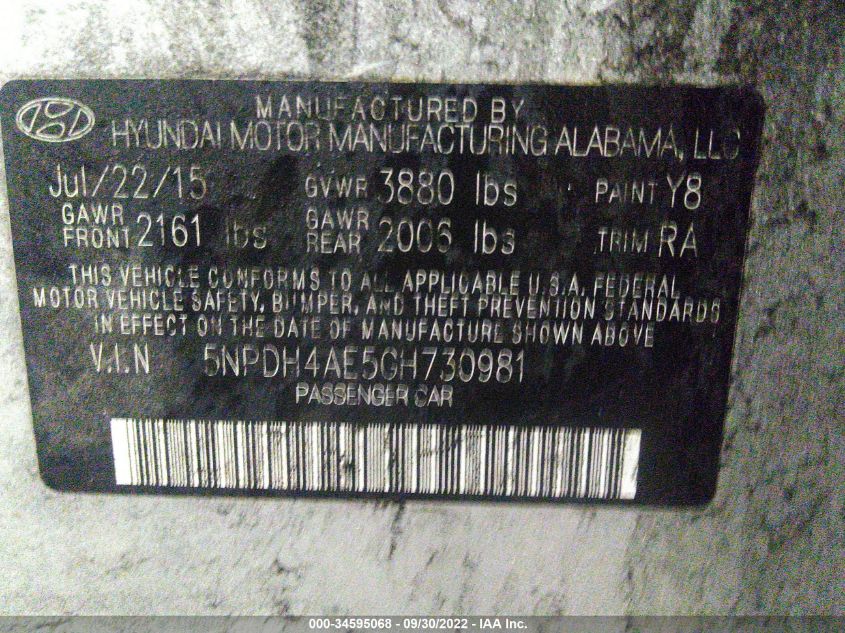 MANUFACTURED BY
HYUNDAI MOTOR MANUFACTURING ALABAMA, LLC
Jul/22/15 GVWR 3880 lbs PAINT Y8
GAWR FRONT 2161 lbs GAWR REAR 2006 lbs TRIM RA
THIS VEHICLE CONFORMS TO ALL APPLICABLE U.S.A. FEDERAL
MOTOR VEHICLE SAFETY, BUMPER, AND THEFT PREVENTION STANDARDS
IN EFFECT ON THE DATE OF MANUFACTURE SHOWN ABOVE
V.I.N 5NPDH4AE5GH730981
PASSENGER CAR
000-34595068 - 09/30/2022 - IAA Inc.